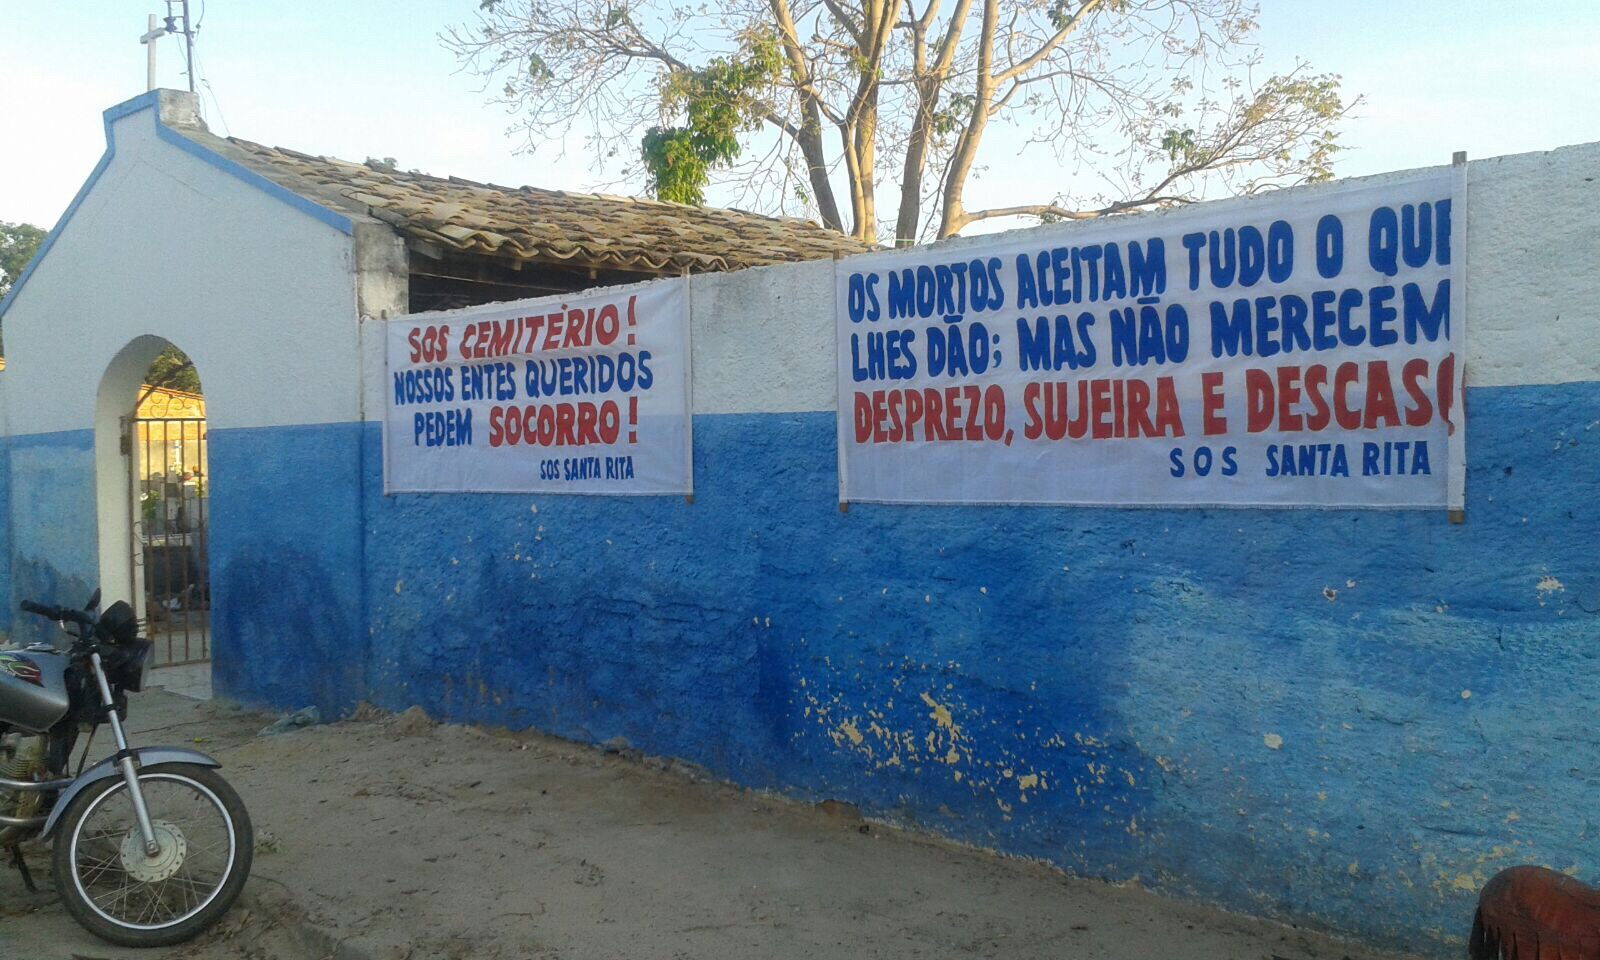 SOS CEMITÉRIO!
NOSSOS ENTES QUERIDOS
PEDEM SOCORRO!
SOS SANTA RITA
OS MORTOS ACEITAM TUDO O QUE
LHES DÃO; MAS NÃO MERECEM
DESPREZO, SUJEIRA E DESCASO
SOS SANTA RITA